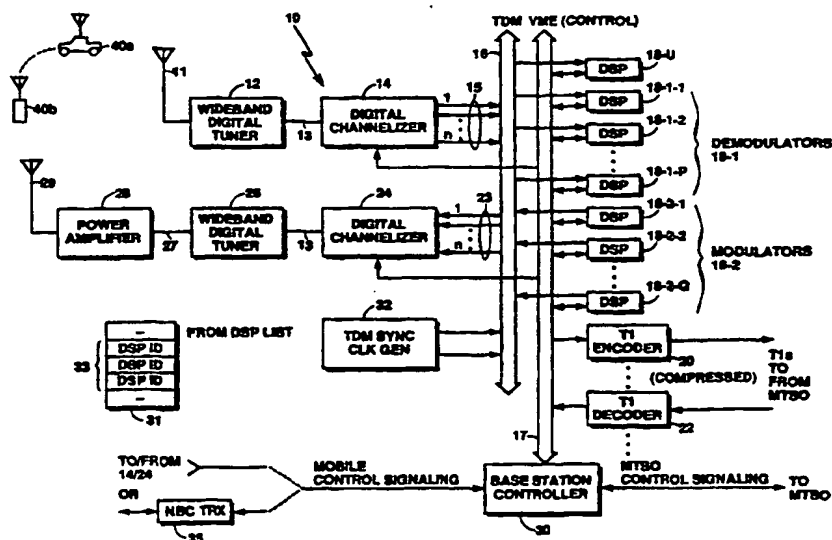 10
TDM VME (CONTROL)
40a
40b
11
12
WIDEBAND DIGITAL TUNER
13
14
DIGITAL CHANNELIZER
1
n
15
16
DSP
18-U
DSP
18-1-1
DSP
18-1-2
DSP
18-1-P
DEMODULATORS
18-1
29
28
POWER AMPLIFIER
27
WIDEBAND DIGITAL TUNER
13
24
DIGITAL CHANNELIZER
1
n
23
DSP
18-2-1
DSP
18-2-2
DSP
18-2-Q
MODULATORS
18-2
32
TDM SYNC CLK GEN
FROM DSP LIST
–
DSP ID
DSP ID
DSP ID
–
33
31
T1 ENCODER
20
(COMPRESSED)
T1 DECODER
22
T1s
TO
FROM
MTSO
17
TO/FROM
14/24
OR
NBC TRX
35
MOBILE
CONTROL SIGNALING
BASE STATION CONTROLLER
30
MTSO
CONTROL SIGNALING
TO
MTSO